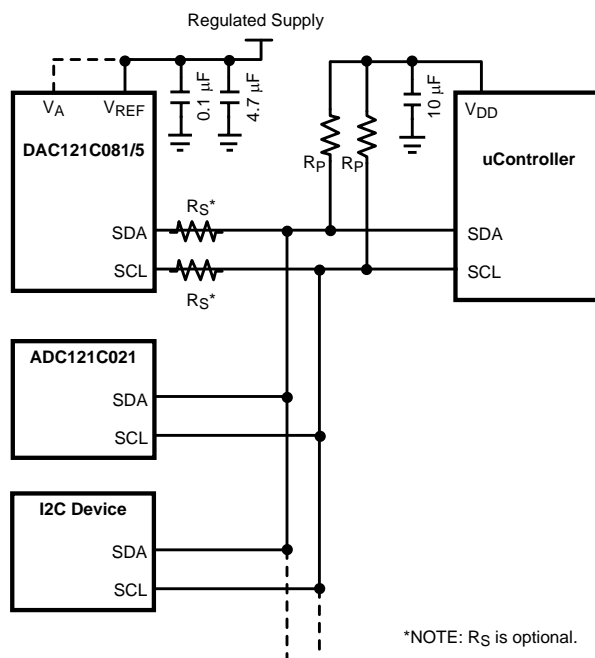 Regulated Supply
VA
VREF
0.1 µF
4.7 µF
10 µF
VDD
DAC121C081/5
RP
RP
uController
RS*
SDA
SDA
SCL
SCL
RS*
ADC121C021
SDA
SCL
I2C Device
SDA
SCL
*NOTE: RS is optional.